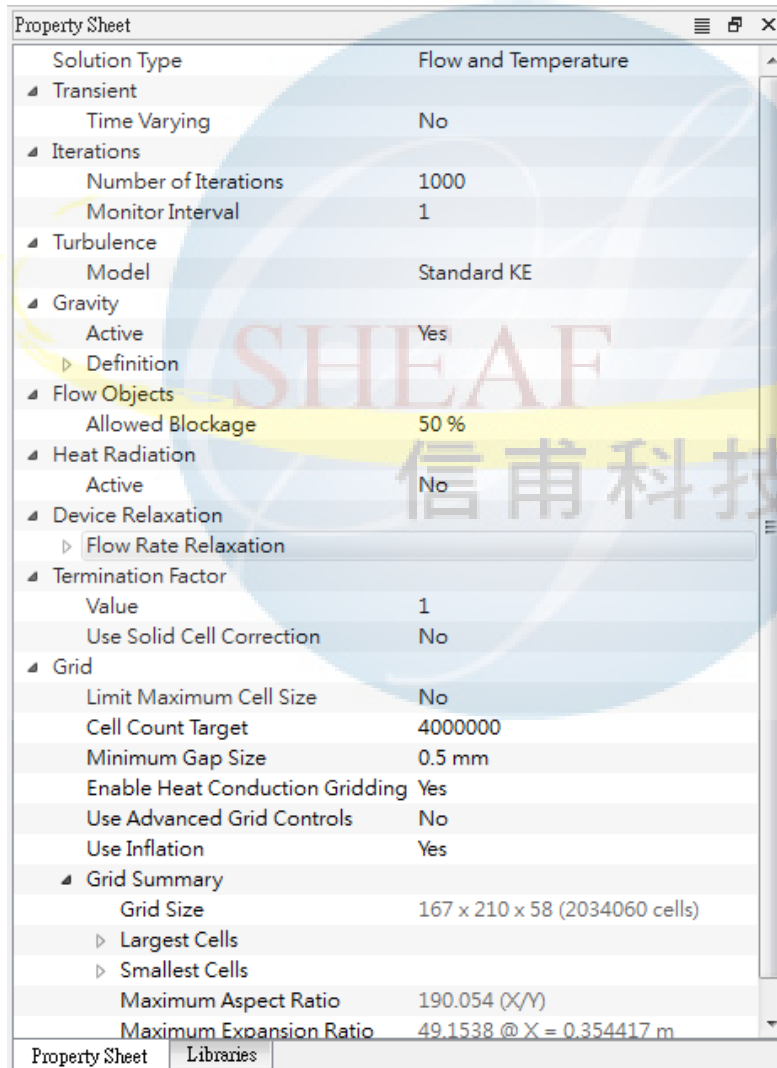 Property Sheet
Solution Type Flow and Temperature
Transient
Time Varying No
Iterations
Number of Iterations 1000
Monitor Interval 1
Turbulence
Model Standard KE
Gravity
Active Yes
Definition
Flow Objects
Allowed Blockage 50 %
Heat Radiation
Active No
Device Relaxation
Flow Rate Relaxation
Termination Factor
Value 1
Use Solid Cell Correction No
Grid
Limit Maximum Cell Size No
Cell Count Target 4000000
Minimum Gap Size 0.5 mm
Enable Heat Conduction Gridding Yes
Use Advanced Grid Controls No
Use Inflation Yes
Grid Summary
Grid Size 167 x 210 x 58 (2034060 cells)
Largest Cells
Smallest Cells
Maximum Aspect Ratio 190.054 (X/Y)
Maximum Expansion Ratio 49.1538 @ X = 0.354417 m
Property Sheet Libraries
SHEAF
信甫科技